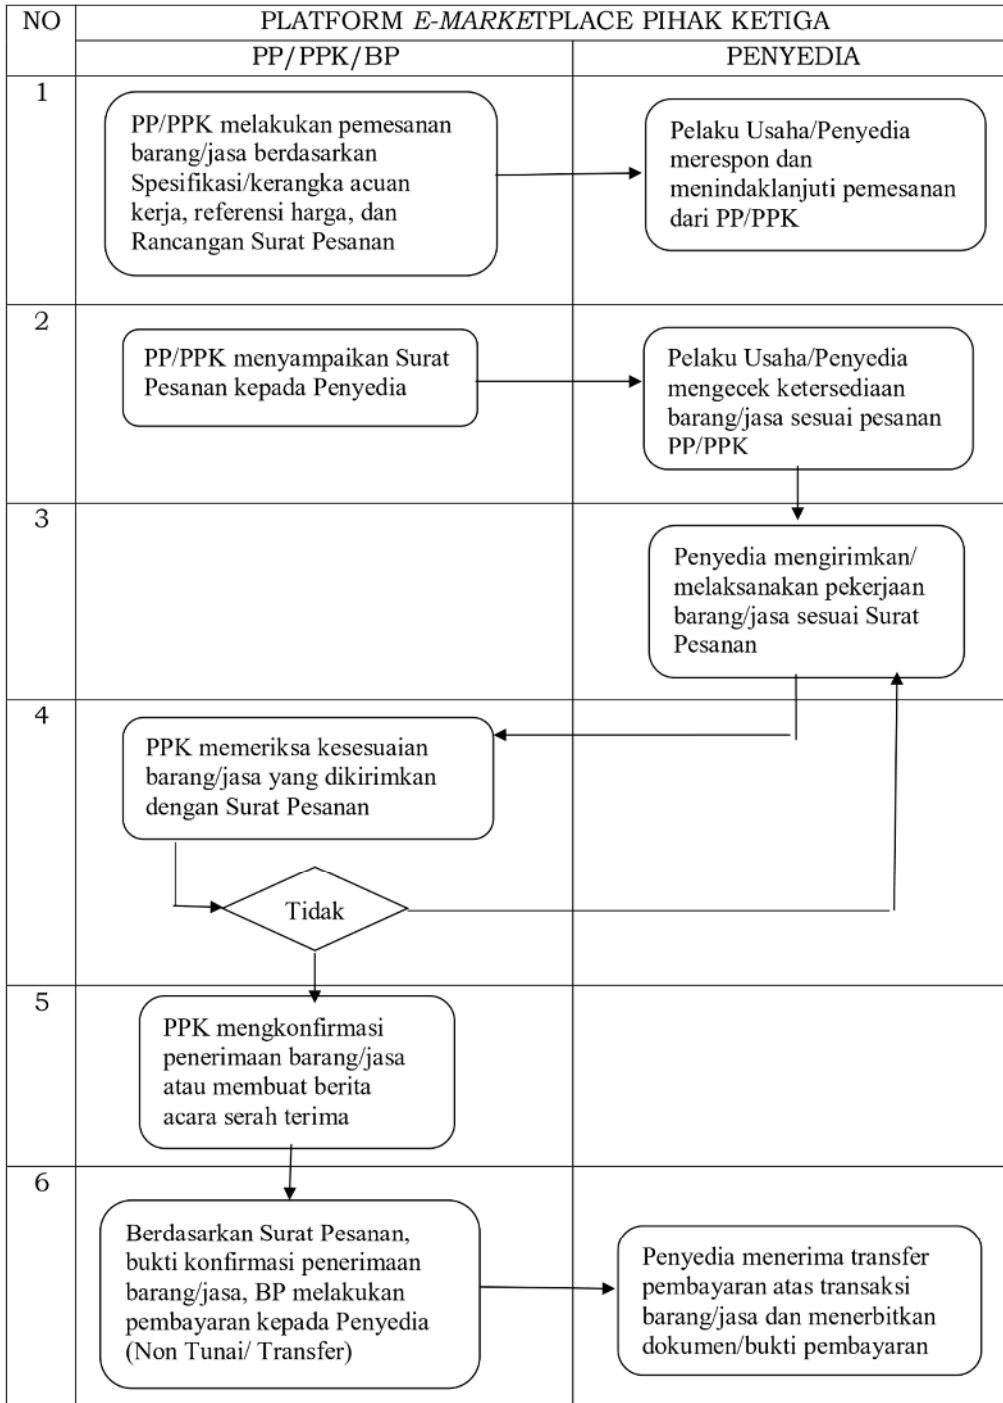 NO
PLATFORM E-MARKETPLACE PIHAK KETIGA
PP/PPK/BP
PENYEDIA
1
PP/PPK melakukan pemesanan
barang/jasa berdasarkan
Spesifikasi/kerangka acuan
kerja, referensi harga, dan
Rancangan Surat Pesanan
Pelaku Usaha/Penyedia
merespon dan
menindaklanjuti pemesanan
dari PP/PPK
2
PP/PPK menyampaikan Surat
Pesanan kepada Penyedia
Pelaku Usaha/Penyedia
mengecek ketersediaan
barang/jasa sesuai pesanan
PP/PPK
3
Penyedia mengirimkan/
melaksanakan pekerjaan
barang/jasa sesuai Surat
Pesanan
4
PPK memeriksa kesesuaian
barang/jasa yang dikirimkan
dengan Surat Pesanan
Tidak
5
PPK mengkonfirmasi
penerimaan barang/jasa
atau membuat berita
acara serah terima
6
Berdasarkan Surat Pesanan,
bukti konfirmasi penerimaan
barang/jasa, BP melakukan
pembayaran kepada Penyedia
(Non Tunai/ Transfer)
Penyedia menerima transfer
pembayaran atas transaksi
barang/jasa dan menerbitkan
dokumen/bukti pembayaran